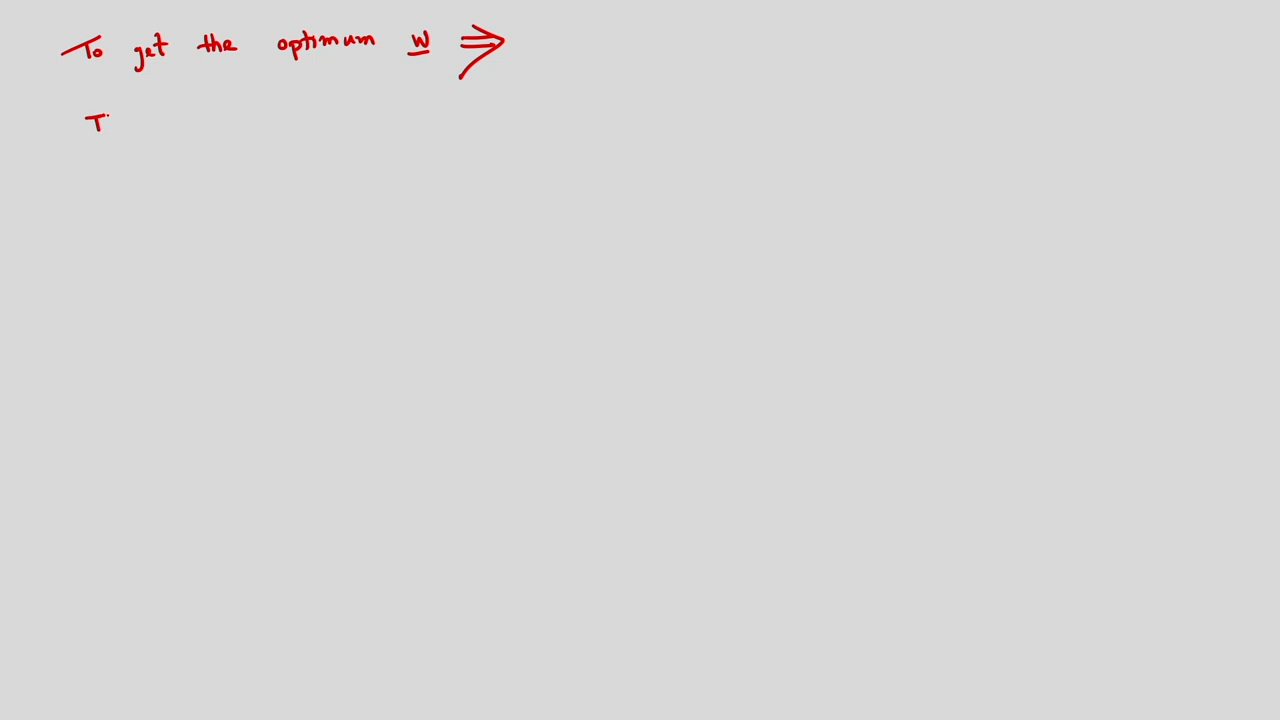 To get the optimum w ⇒
T